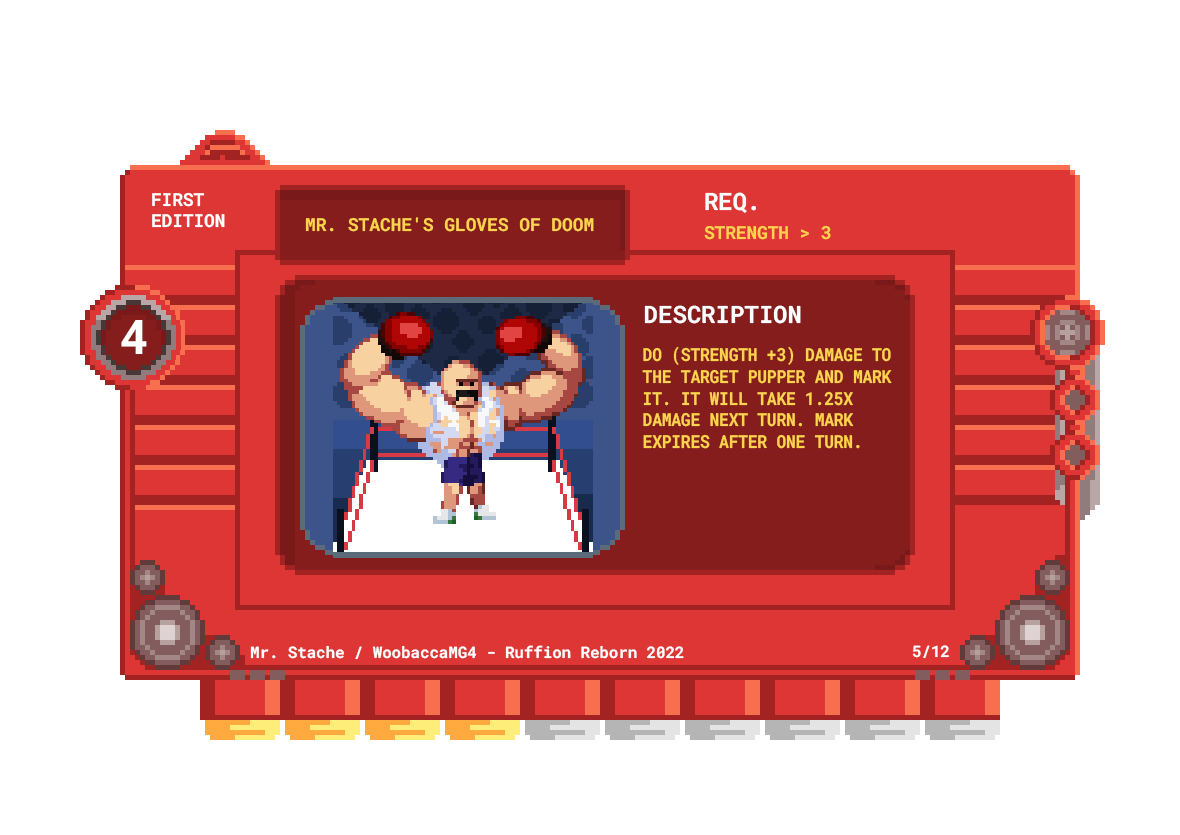 FIRST
EDITION
MR. STACHE'S GLOVES OF DOOM
REQ.
STRENGTH > 3
4
DESCRIPTION
DO (STRENGTH +3) DAMAGE TO
THE TARGET PUPPER AND MARK
IT. IT WILL TAKE 1.25X
DAMAGE NEXT TURN. MARK
EXPIRES AFTER ONE TURN.
Mr. Stache / WoobaccaMG4 - Ruffion Reborn 2022
5/12